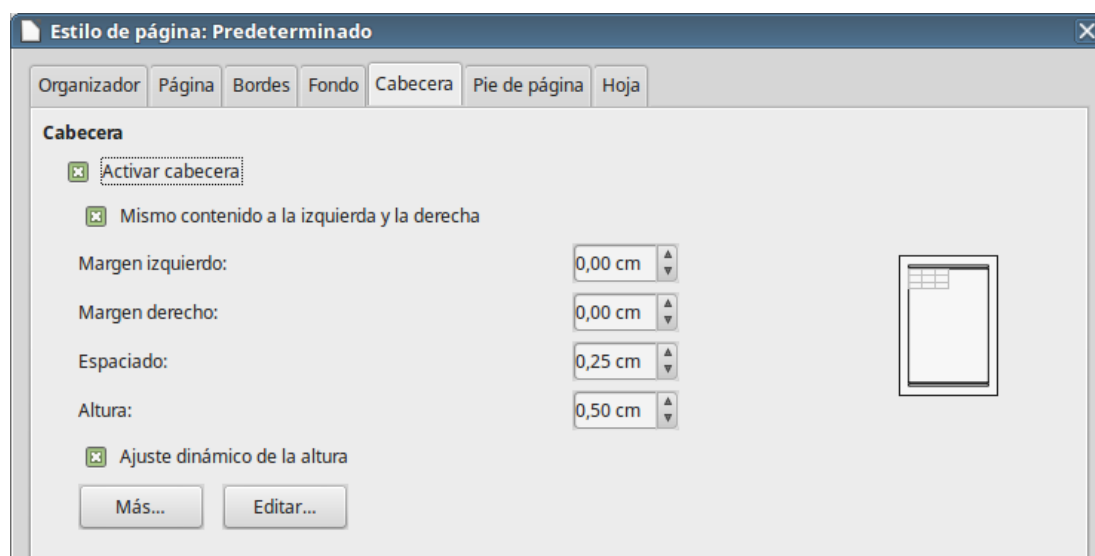 Estilo de página: Predeterminado
Organizador Página Bordes Fondo Cabecera Pie de página Hoja
Cabecera
Activar cabecera
Mismo contenido a la izquierda y la derecha
Margen izquierdo: 0,00 cm
Margen derecho: 0,00 cm
Espaciado: 0,25 cm
Altura: 0,50 cm
Ajuste dinámico de la altura
Más... Editar...